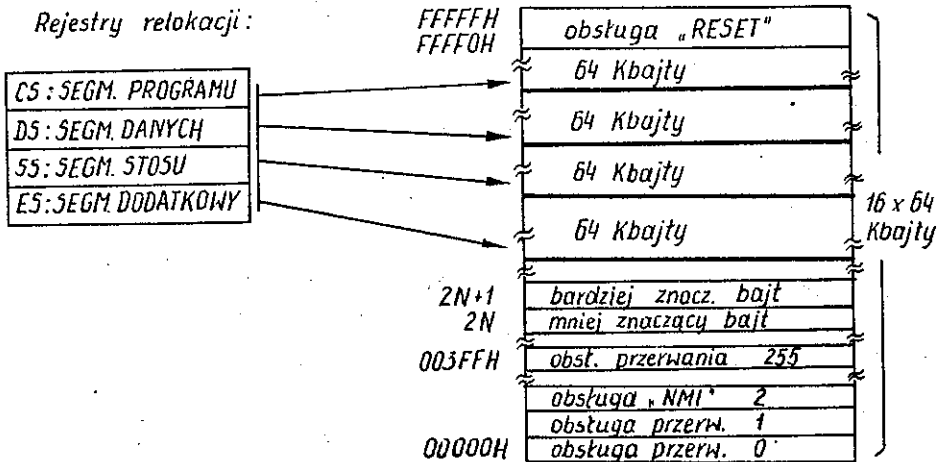 Rejestry relokacji:
CS: SEGM. PROGRAMU
DS: SEGM. DANYCH
SS: SEGM. STOSU
ES: SEGM. DODATKOWY
FFFFFH
FFFF0H
obsługa „RESET"
64 Kbajty
64 Kbajty
64 Kbajty
64 Kbajty
16 x 64
Kbajty
2N+1
bardziej znacz. bajt
2N
mniej znaczący bajt
003FFH
obsł. przerwania 255
obsługa „NMI" 2
obsługa przerw. 1
00000H
obsługa przerw. 0